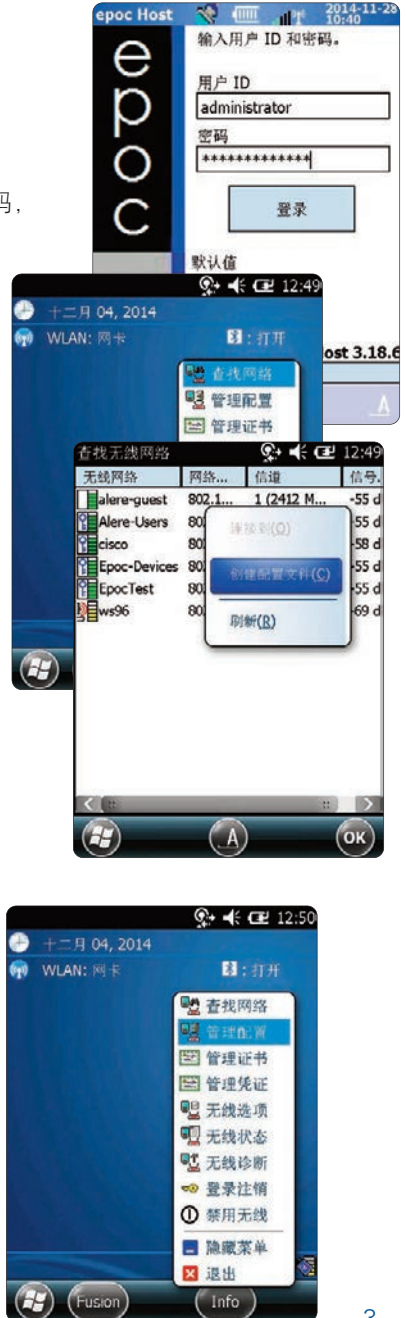 epoc Host
2014-11-28
10:40
epoc
输入用户 ID 和密码。
用户 ID
administrator
密码
*************
登录
默认值
码,
ost 3.18.6
A
12:49
十二月 04, 2014
WLAN: 网卡
: 打开
查找网络
管理配置
管理证书
查找无线网络
12:49
无线网络 网络... 信道 信号.
alere-guest 802.1... 1 (2412 M... -55 d
Alere-Users 80 -55 d
cisco 80 -58 d
Epoc-Devices 80 -55 d
EpocTest 80 -55 d
ws96 80 -69 d
连接到(O)
创建配置文件(C)
刷新(R)
A
OK
12:50
十二月 04, 2014
WLAN: 网卡
: 打开
查找网络
管理配置
管理证书
管理凭证
无线选项
无线状态
无线诊断
登录注销
禁用无线
隐藏菜单
退出
Fusion
Info
3